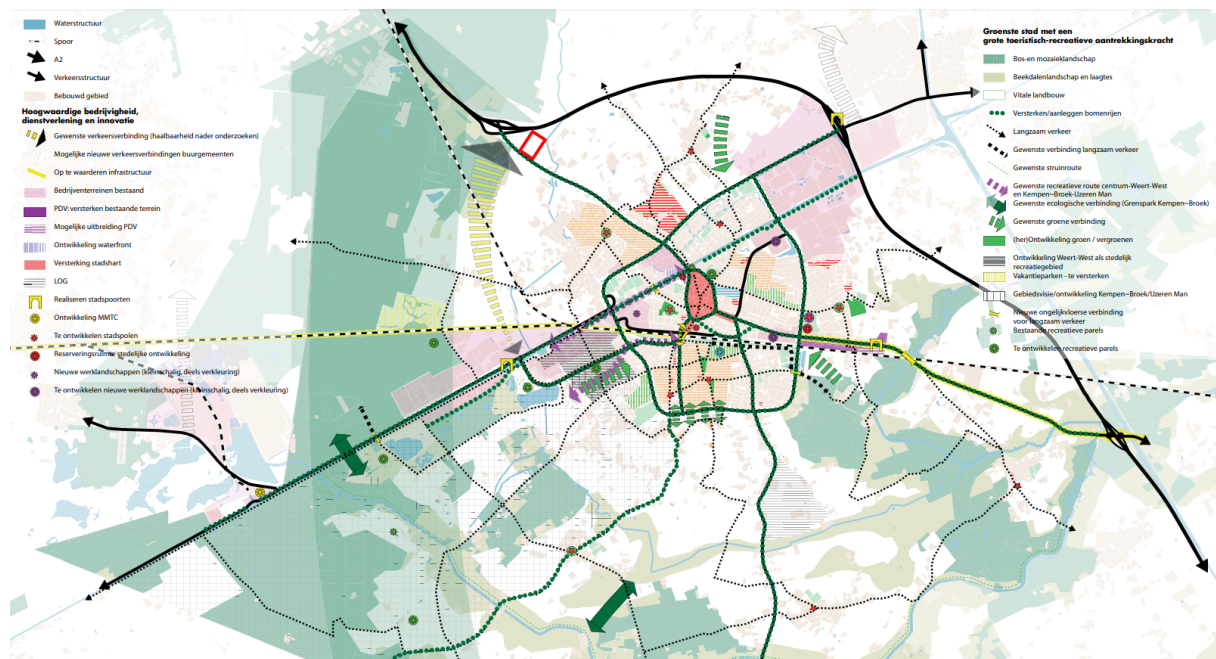 Waterstructuur
Spoor
A2
Verkeersstructuur
Bebouwd gebied
Hoogwaardige bedrijvigheid,
dienstverlening en innovatie
Gewenste verkeersverbinding (haalbaarheid nader onderzoeken)
Mogelijke nieuwe verkeersverbindingen buurgemeenten
Op te waarderen infrastructuur
Bedrijventerreinen bestaand
PDV: versterken bestaande terrein
Mogelijke uitbreiding PDV
Ontwikkeling waterfront
Versterking stadshart
LOG
Realiseren stadspoorten
Ontwikkeling MMTC
Te ontwikkelen stadspolen
Reserveringsruimte stedelijke ontwikkeling
Nieuwe werklandschappen (kleinschalig, deels verkleuring)
Te ontwikkelen nieuwe werklandschappen (kleinschalig, deels verkleuring)
Groenste stad met een
grote toeristisch-recreatieve aantrekkingskracht
Bos-en mozaieklandschap
Beekdalenlandschap en laagtes
Vitale landbouw
Versterken/aanleggen bomenrijen
Langzaam verkeer
Gewenste verbinding langzaam verkeer
Gewenste struinroute
Gewenste recreatieve route centrum-Weert-West
en Kempen~Broek-IJzeren Man
Gewenste ecologische verbinding (Grenspark Kempen~Broek)
Gewenste groene verbinding
(her)Ontwikkeling groen / vergroenen
Ontwikkeling Weert-West als stedelijk
recreatiegebied
Vakantieparken - te versterken
Gebiedsvisie/ontwikkeling Kempen~Broek/IJzeren Man
Nieuwe ongelijkvloerse verbinding
voor langzaam verkeer
Bestaande recreatieve parels
Te ontwikkelen recreatieve parels